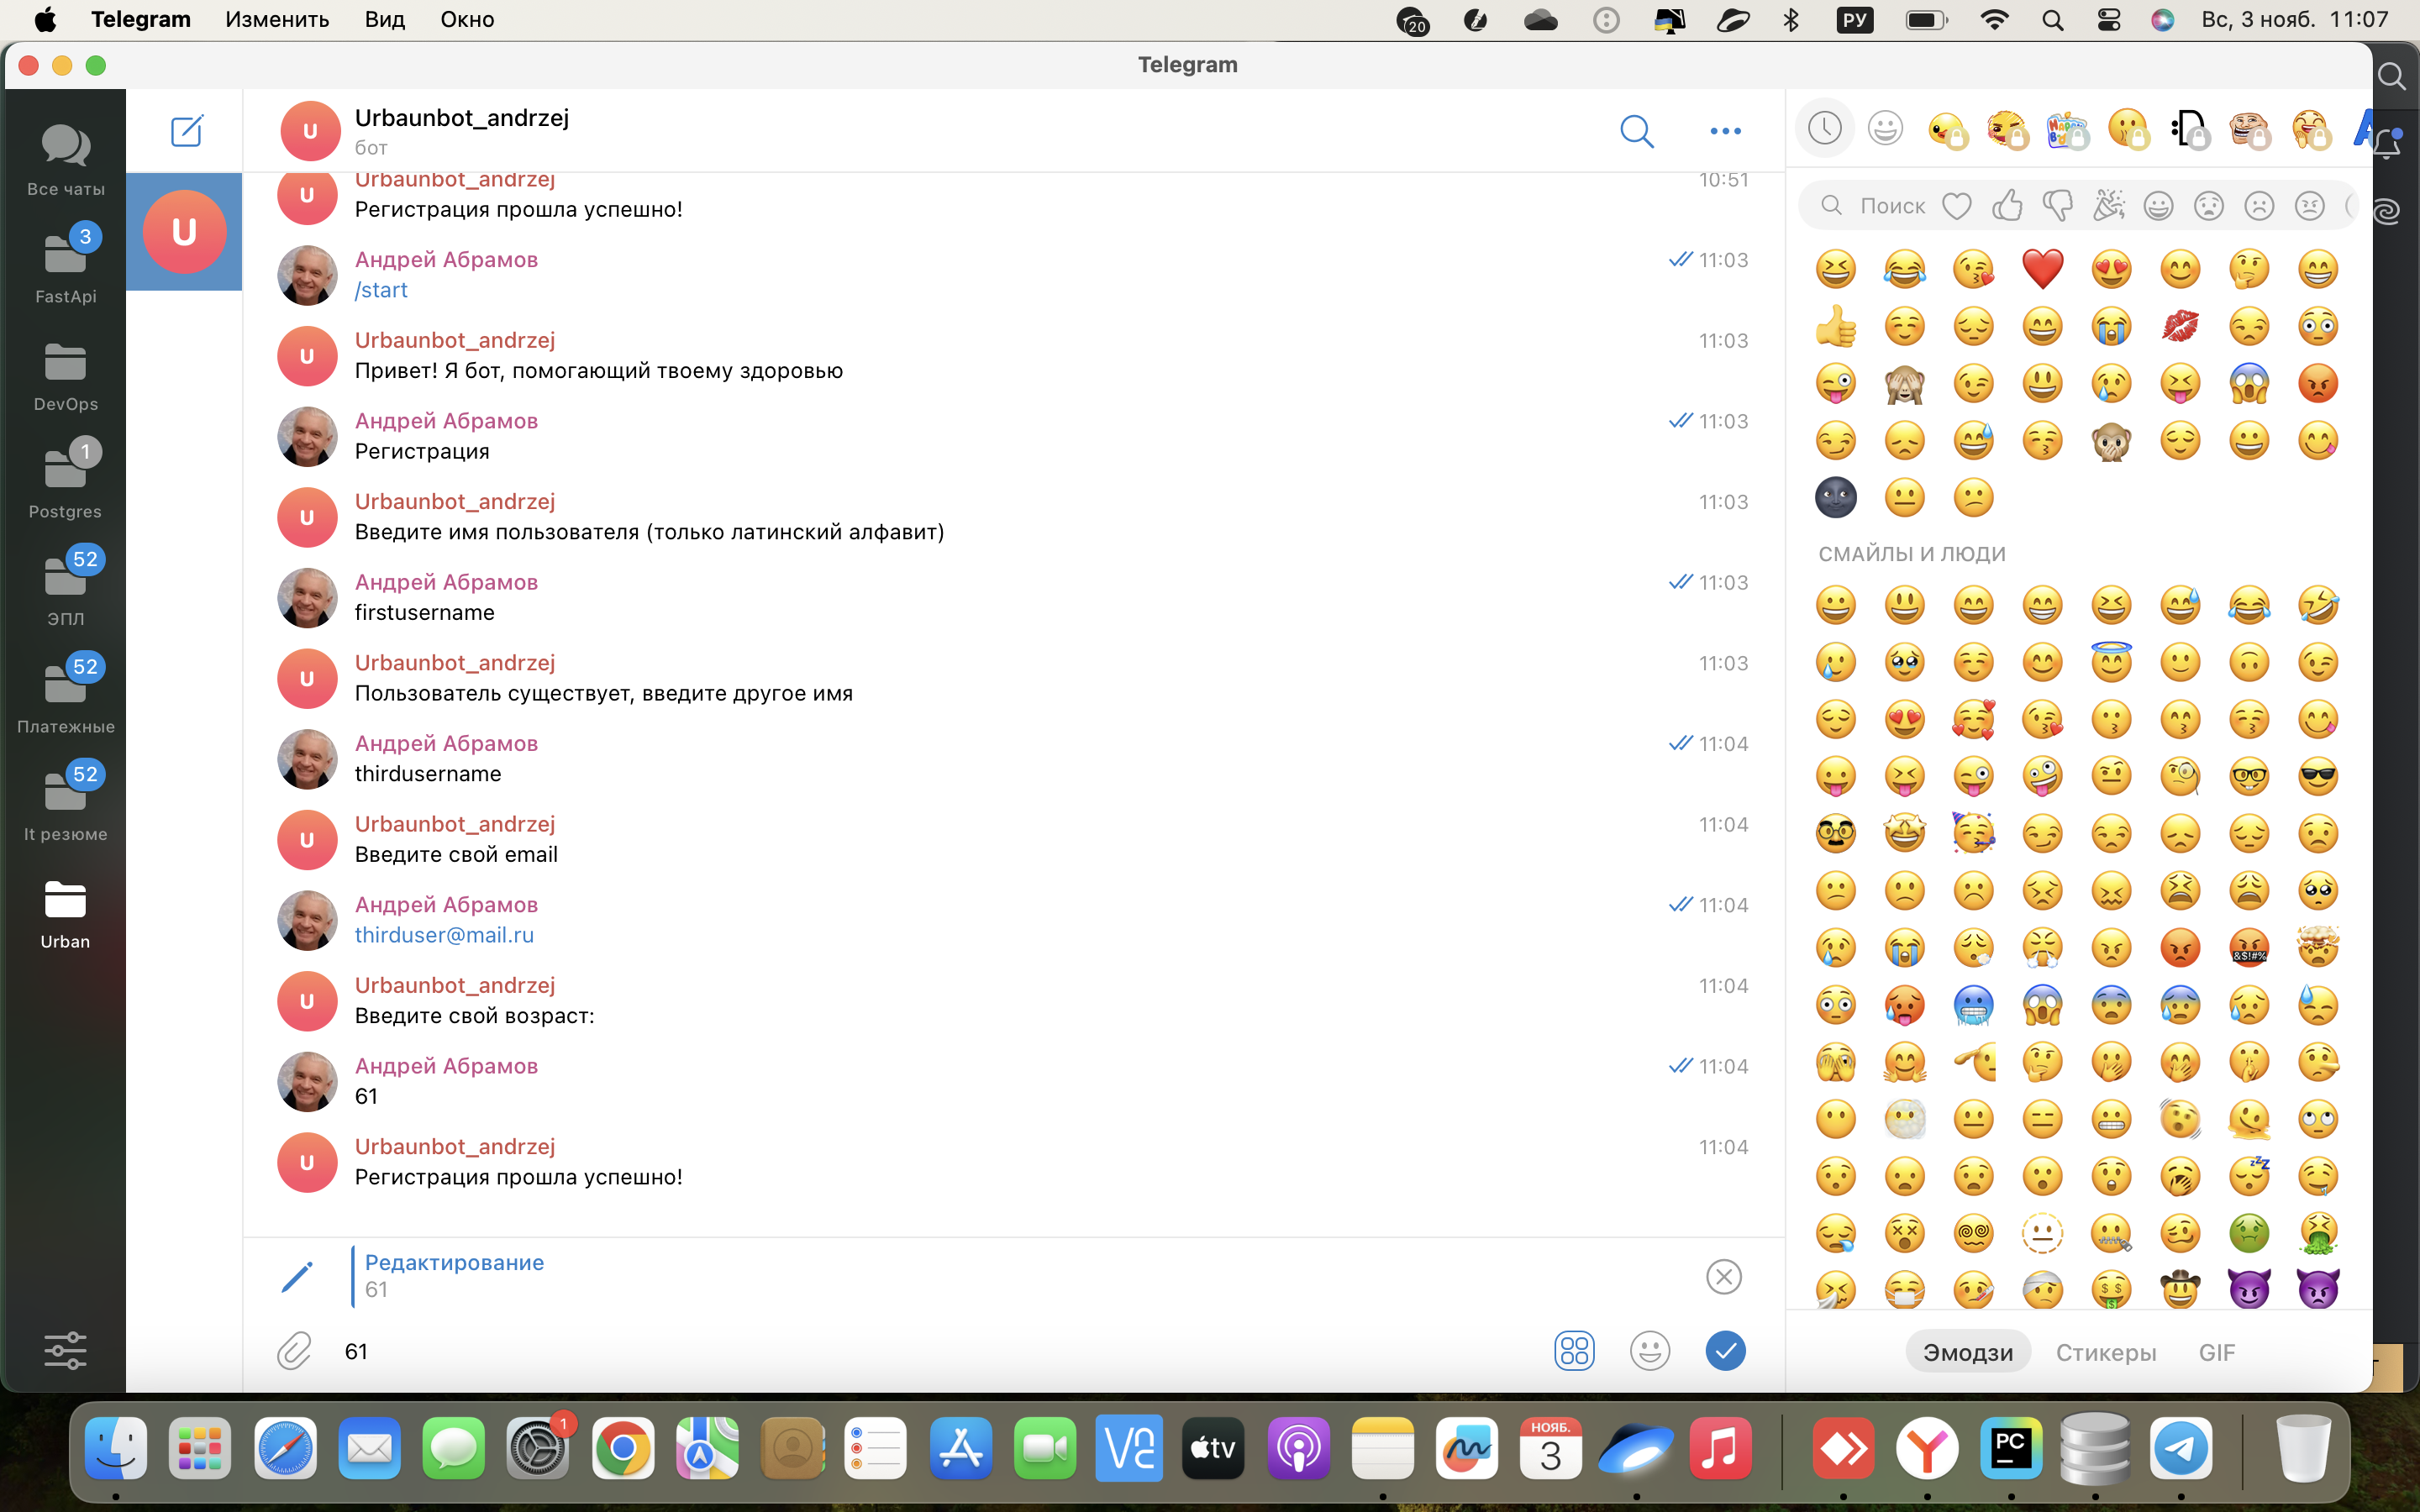 Telegram Изменить Вид Окно
20
РУ
Вс, 3 нояб. 11:07
Telegram
Все чаты
3
FastApi
DevOps
1
Postgres
52
ЭПЛ
52
Платежные
52
It резюме
Urban
U
U
Urbaunbot_andrzej
бот
U
Urbaunbot_andrzej 10:51
Регистрация прошла успешно!
Андрей Абрамов 11:03
/start
U
Urbaunbot_andrzej 11:03
Привет! Я бот, помогающий твоему здоровью
Андрей Абрамов 11:03
Регистрация
U
Urbaunbot_andrzej 11:03
Введите имя пользователя (только латинский алфавит)
Андрей Абрамов 11:03
firstusername
U
Urbaunbot_andrzej 11:03
Пользователь существует, введите другое имя
Андрей Абрамов 11:04
thirdusername
U
Urbaunbot_andrzej 11:04
Введите свой email
Андрей Абрамов 11:04
thirduser@mail.ru
U
Urbaunbot_andrzej 11:04
Введите свой возраст:
Андрей Абрамов 11:04
61
U
Urbaunbot_andrzej 11:04
Регистрация прошла успешно!
Редактирование
61
61
Поиск
СМАЙЛЫ И ЛЮДИ
Эмодзи Стикеры GIF
1
tv
НОЯБ.
3
PC